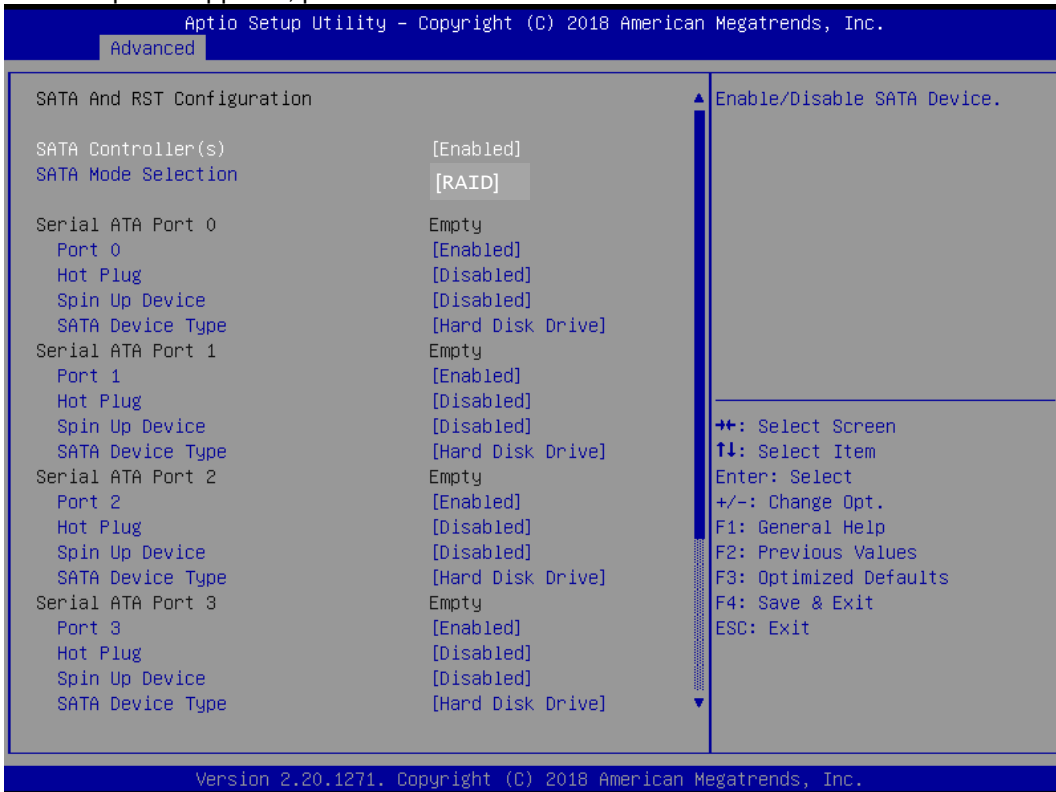 Aptio Setup Utility – Copyright (C) 2018 American Megatrends, Inc.
Advanced
SATA And RST Configuration
Enable/Disable SATA Device.
SATA Controller(s) [Enabled]
SATA Mode Selection [RAID]
Serial ATA Port 0 Empty
Port 0 [Enabled]
Hot Plug [Disabled]
Spin Up Device [Disabled]
SATA Device Type [Hard Disk Drive]
Serial ATA Port 1 Empty
Port 1 [Enabled]
Hot Plug [Disabled]
Spin Up Device [Disabled]
SATA Device Type [Hard Disk Drive]
Serial ATA Port 2 Empty
Port 2 [Enabled]
Hot Plug [Disabled]
Spin Up Device [Disabled]
SATA Device Type [Hard Disk Drive]
Serial ATA Port 3 Empty
Port 3 [Enabled]
Hot Plug [Disabled]
Spin Up Device [Disabled]
SATA Device Type [Hard Disk Drive]
→←: Select Screen
↑↓: Select Item
Enter: Select
+/-: Change Opt.
F1: General Help
F2: Previous Values
F3: Optimized Defaults
F4: Save & Exit
ESC: Exit
Version 2.20.1271. Copyright (C) 2018 American Megatrends, Inc.